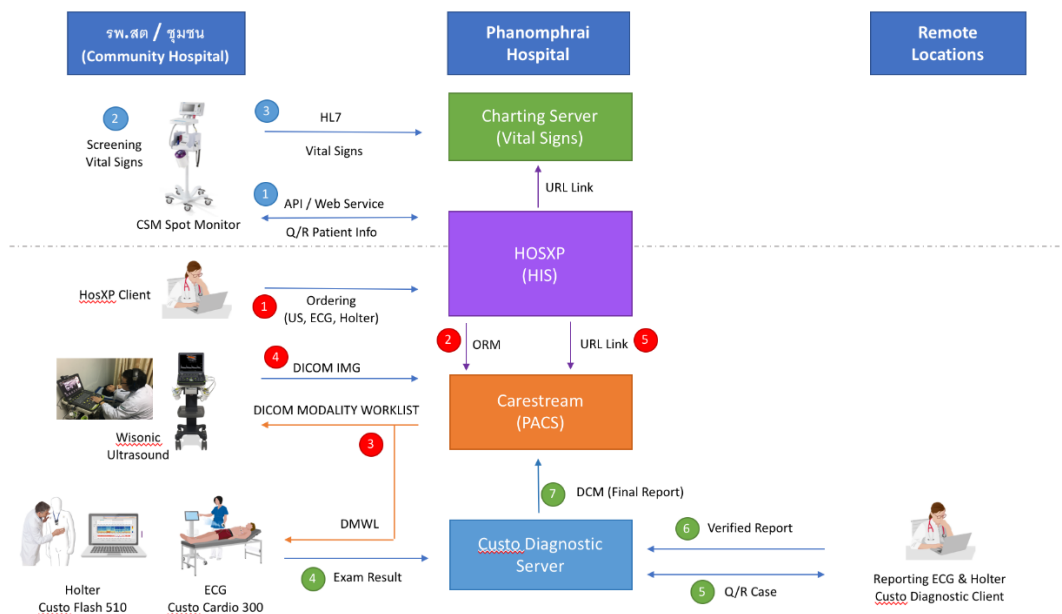 รพ.สต / ชุมชน
(Community Hospital)
Phanomphrai
Hospital
Remote
Locations
2
Screening
Vital Signs
CSM Spot Monitor
3
HL7
Vital Signs
1
API / Web Service
Q/R Patient Info
Charting Server
(Vital Signs)
URL Link
HOSXP
(HIS)
HosXP Client
1
Ordering
(US, ECG, Holter)
2
ORM
URL Link
5
4
DICOM IMG
DICOM MODALITY WORKLIST
3
Wisonic
Ultrasound
Carestream
(PACS)
7
DCM (Final Report)
DMWL
4
Exam Result
Holter
Custo Flash 510
ECG
Custo Cardio 300
Custo Diagnostic
Server
6
Verified Report
5
Q/R Case
Reporting ECG & Holter
Custo Diagnostic Client